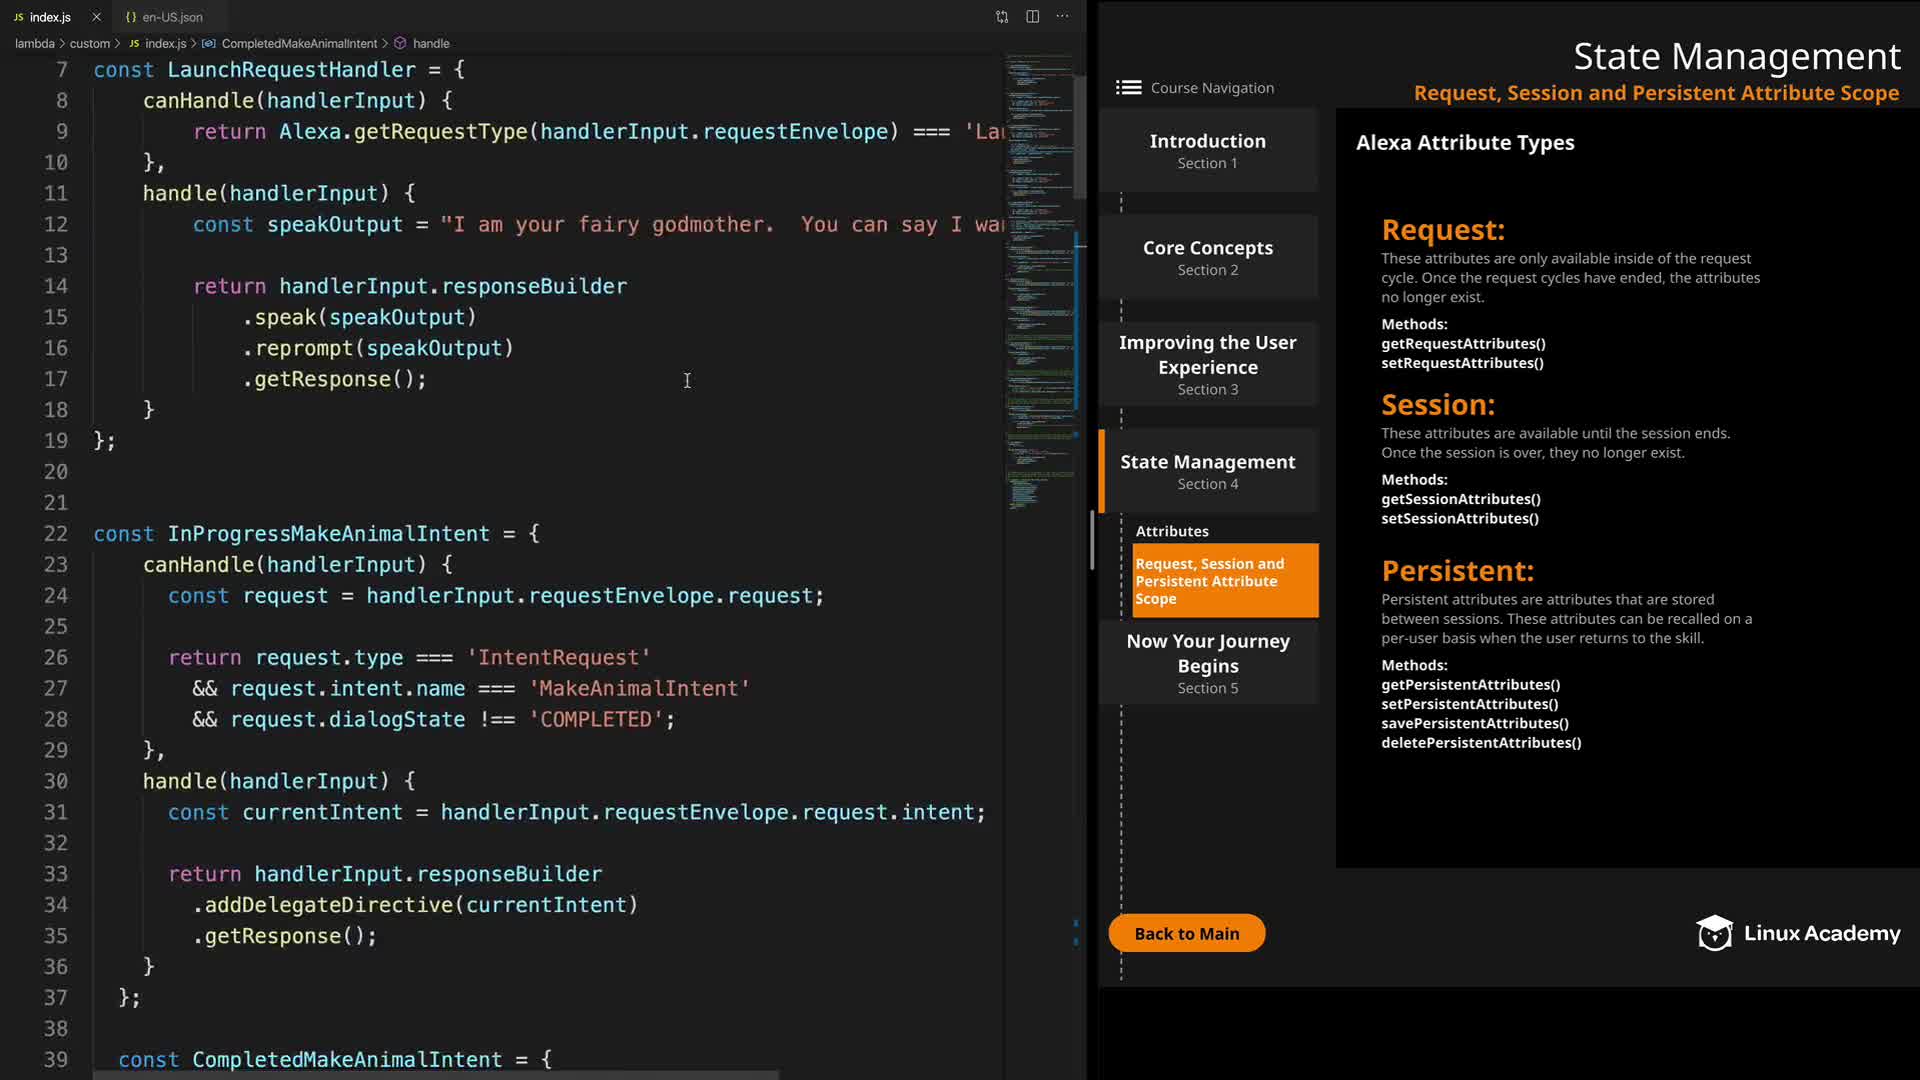 JS index.js
{} en-US.json
lambda > custom > JS index.js > CompletedMakeAnimalIntent > handle
7 const LaunchRequestHandler = {
8 canHandle(handlerInput) {
9 return Alexa.getRequestType(handlerInput.requestEnvelope) === 'La
10 },
11 handle(handlerInput) {
12 const speakOutput = "I am your fairy godmother.  You can say I wa
13
14 return handlerInput.responseBuilder
15 .speak(speakOutput)
16 .reprompt(speakOutput)
17 .getResponse();
18 }
19 };
20
21
22 const InProgressMakeAnimalIntent = {
23 canHandle(handlerInput) {
24 const request = handlerInput.requestEnvelope.request;
25
26 return request.type === 'IntentRequest'
27 && request.intent.name === 'MakeAnimalIntent'
28 && request.dialogState !== 'COMPLETED';
29 },
30 handle(handlerInput) {
31 const currentIntent = handlerInput.requestEnvelope.request.intent;
32
33 return handlerInput.responseBuilder
34 .addDelegateDirective(currentIntent)
35 .getResponse();
36 }
37 };
38
39 const CompletedMakeAnimalIntent = {
State Management
Request, Session and Persistent Attribute Scope
Course Navigation
Introduction
Section 1
Core Concepts
Section 2
Improving the User
Experience
Section 3
State Management
Section 4
Attributes
Request, Session and
Persistent Attribute
Scope
Now Your Journey
Begins
Section 5
Back to Main
Alexa Attribute Types
Request:
These attributes are only available inside of the request
cycle. Once the request cycles have ended, the attributes
no longer exist.
Methods:
getRequestAttributes()
setRequestAttributes()
Session:
These attributes are available until the session ends.
Once the session is over, they no longer exist.
Methods:
getSessionAttributes()
setSessionAttributes()
Persistent:
Persistent attributes are attributes that are stored
between sessions. These attributes can be recalled on a
per-user basis when the user returns to the skill.
Methods:
getPersistentAttributes()
setPersistentAttributes()
savePersistentAttributes()
deletePersistentAttributes()
Linux Academy